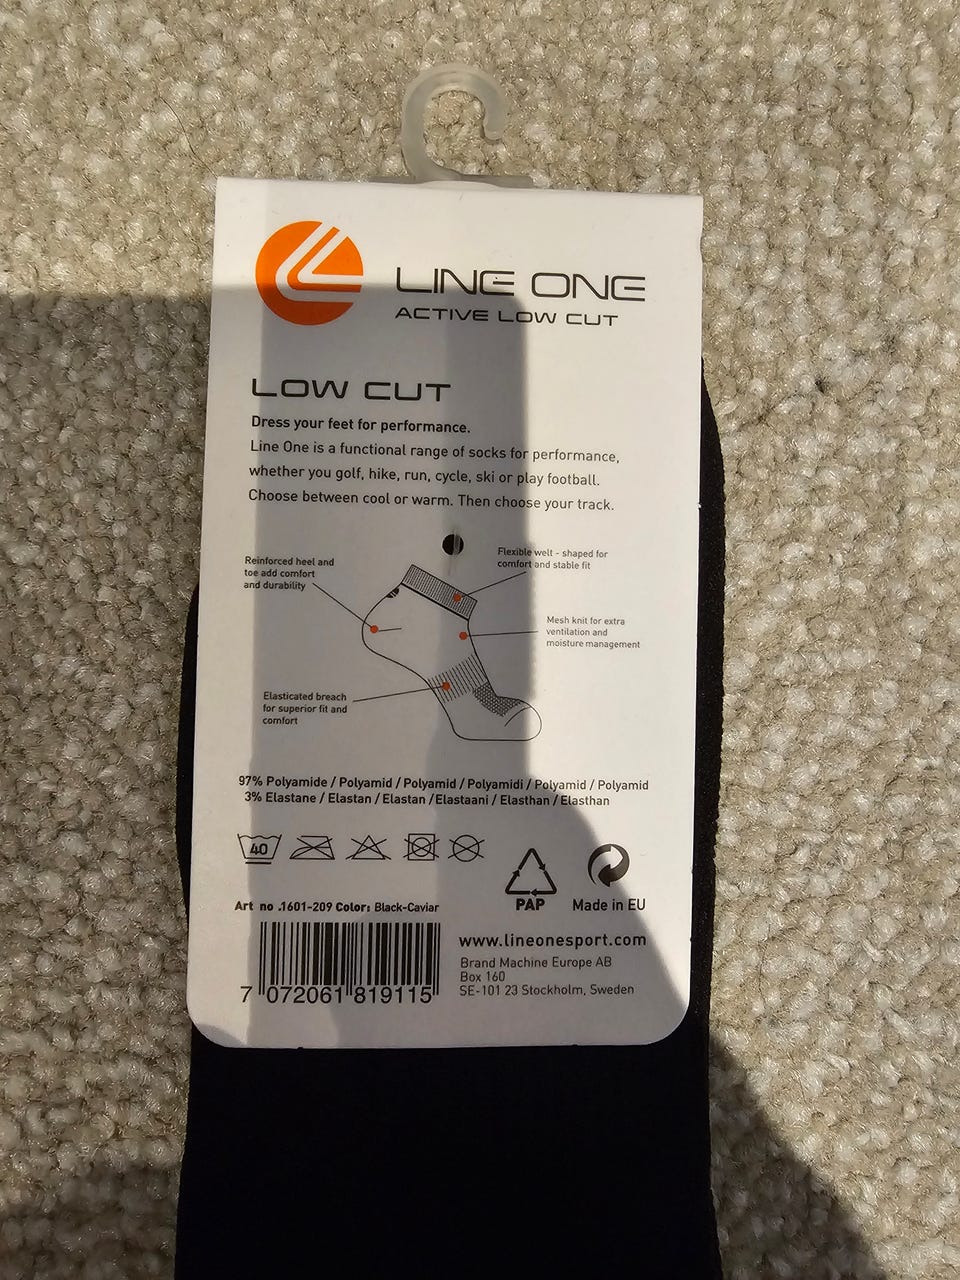 LINE ONE
ACTIVE LOW CUT
LOW CUT
Dress your feet for performance.
Line One is a functional range of socks for performance,
whether you golf, hike, run, cycle, ski or play football.
Choose between cool or warm. Then choose your track.
Flexible welt - shaped for
comfort and stable fit
Reinforced heel and
toe add comfort
and durability
Mesh knit for extra
ventilation and
moisture management
Elasticated breach
for superior fit and
comfort
97% Polyamide / Polyamid / Polyamid / Polyamidi / Polyamid / Polyamid
3% Elastane / Elastan / Elastan /Elastaani / Elasthan / Elasthan
40
PAP
Made in EU
Art no .1601-209 Color: Black-Caviar
7 072061 819115
www.lineonesport.com
Brand Machine Europe AB
Box 160
SE-101 23 Stockholm, Sweden